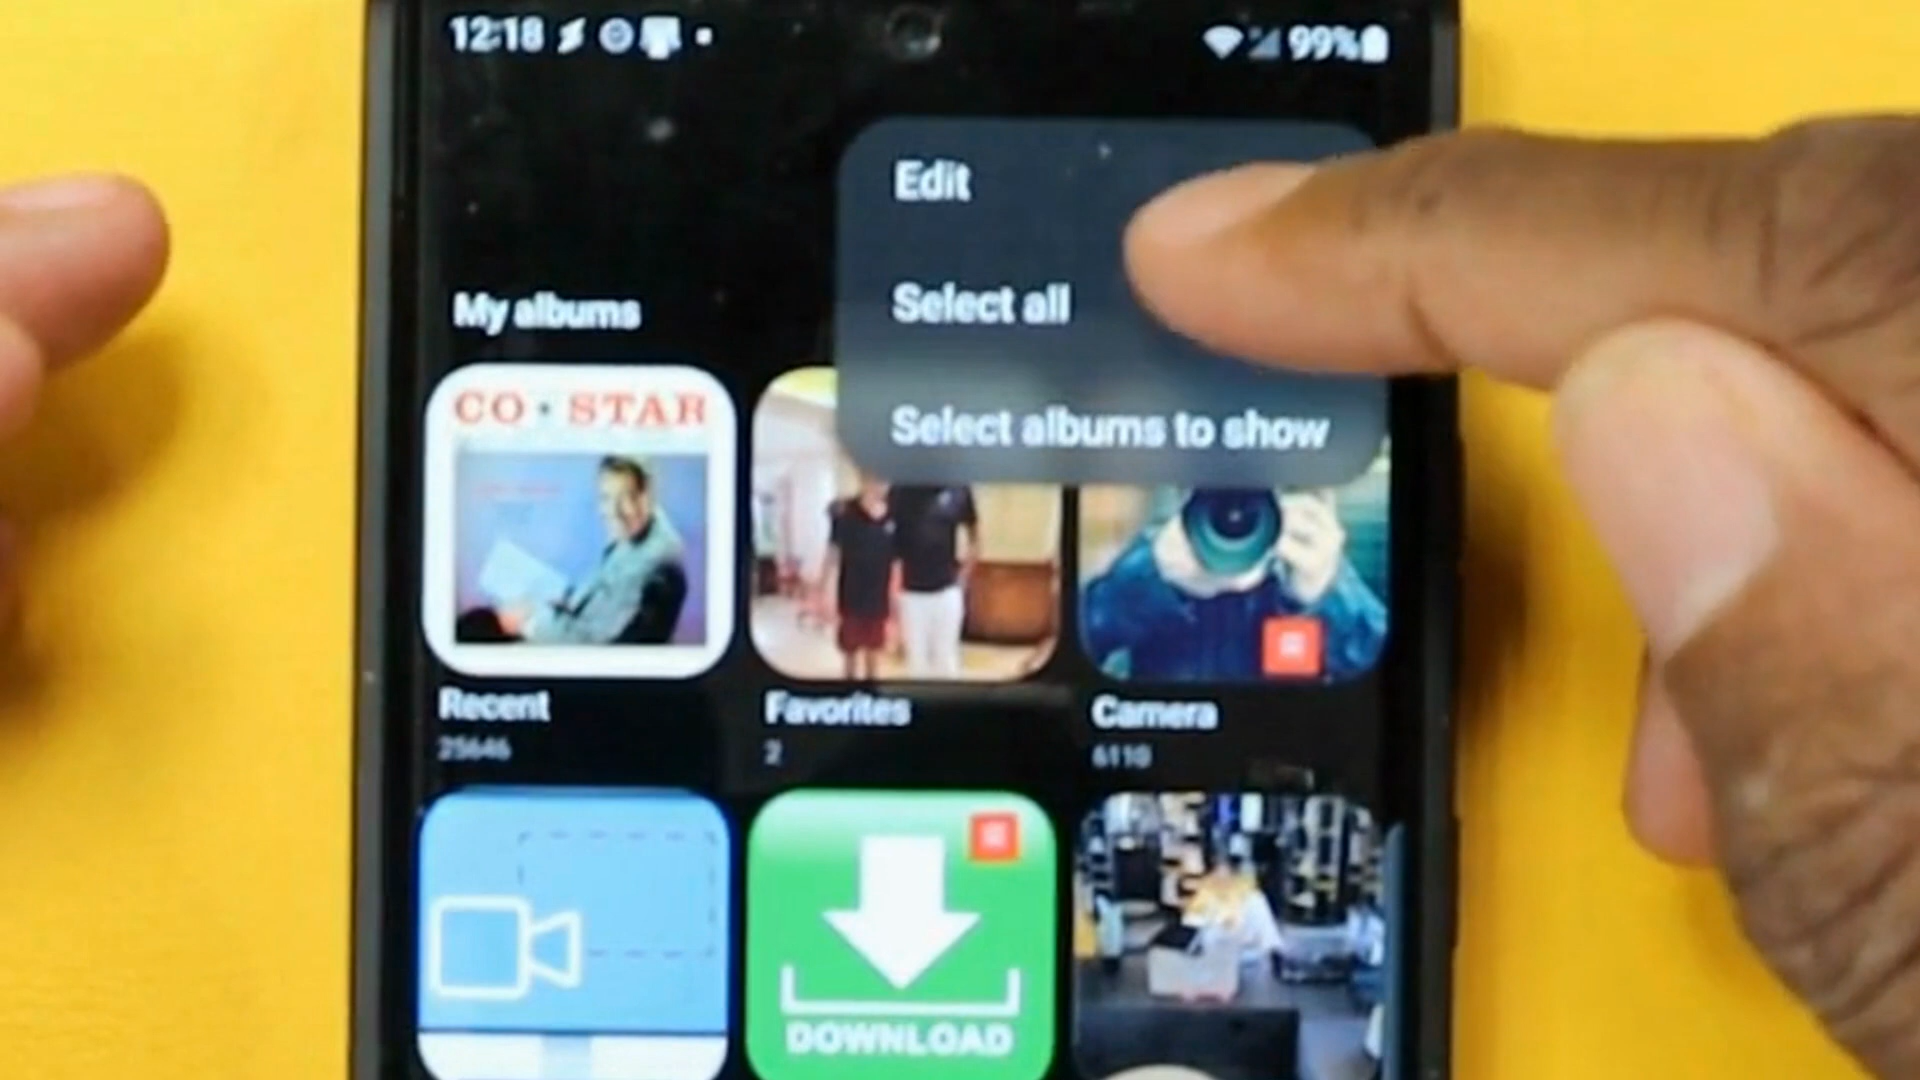 12:18
99%
Edit
Select all
Select albums to show
My albums
CO • STAR
Recent
25646
Favorites
2
Camera
6110
DOWNLOAD